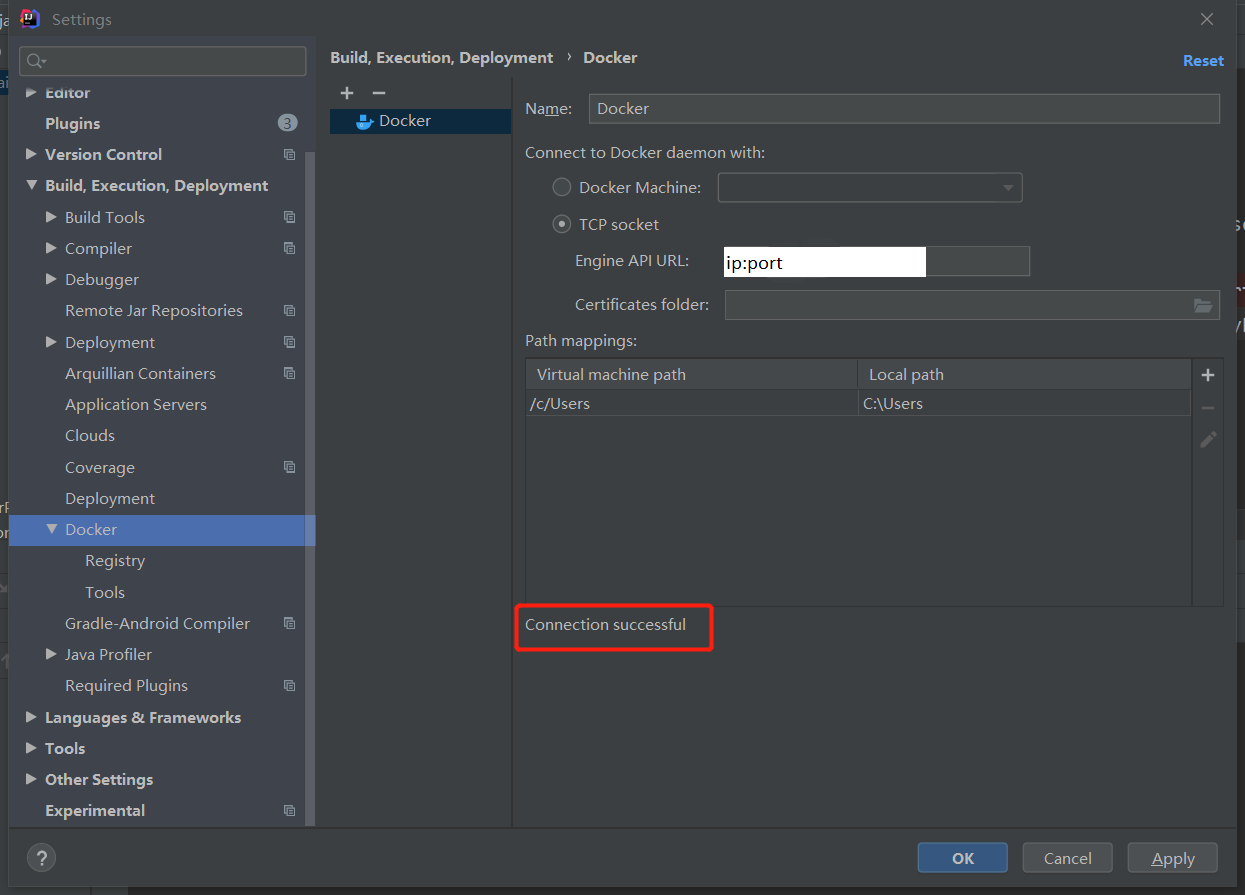 Settings
Build, Execution, Deployment › Docker
Reset
Editor
Plugins 3
Version Control
Build, Execution, Deployment
Build Tools
Compiler
Debugger
Remote Jar Repositories
Deployment
Arquillian Containers
Application Servers
Clouds
Coverage
Deployment
Docker
Registry
Tools
Gradle-Android Compiler
Java Profiler
Required Plugins
Languages & Frameworks
Tools
Other Settings
Experimental
Docker
Name: Docker
Connect to Docker daemon with:
Docker Machine:
TCP socket
Engine API URL: ip:port
Certificates folder:
Path mappings:
Virtual machine path Local path
/c/Users C:\Users
Connection successful
?
OK Cancel Apply